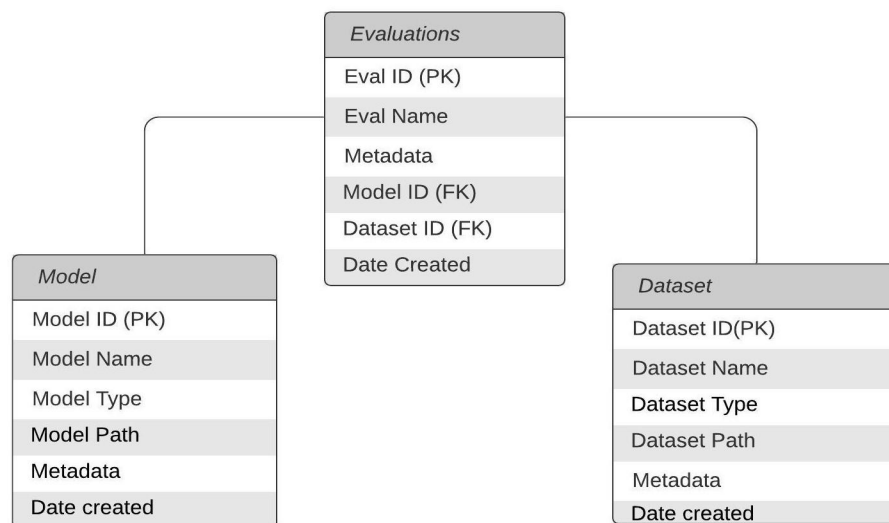 Evaluations
Eval ID (PK)
Eval Name
Metadata
Model ID (FK)
Dataset ID (FK)
Date Created
Model
Model ID (PK)
Model Name
Model Type
Model Path
Metadata
Date created
Dataset
Dataset ID(PK)
Dataset Name
Dataset Type
Dataset Path
Metadata
Date created